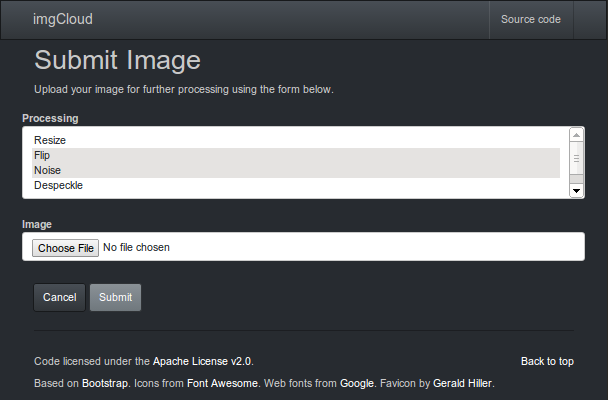 imgCloud Source code
Submit Image
Upload your image for further processing using the form below.
Processing
Resize
Flip
Noise
Despeckle
Image
Choose File No file chosen
Cancel Submit
Code licensed under the Apache License v2.0. Back to top
Based on Bootstrap. Icons from Font Awesome. Web fonts from Google. Favicon by Gerald Hiller.